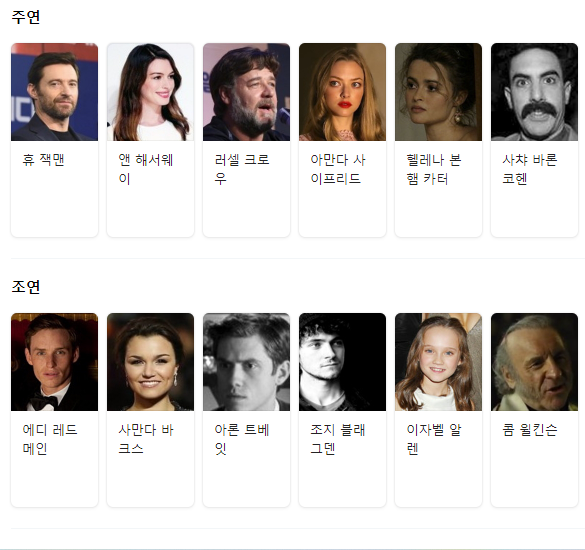 주연
휴 잭맨
앤 해서웨
이
러셀 크로
우
아만다 사
이프리드
헬레나 본
햄 카터
사챠 바론
코헨
조연
에디 레드
메인
사만다 바
크스
아론 트베
잇
조지 블래
그덴
이자벨 알
렌
콤 윌킨슨